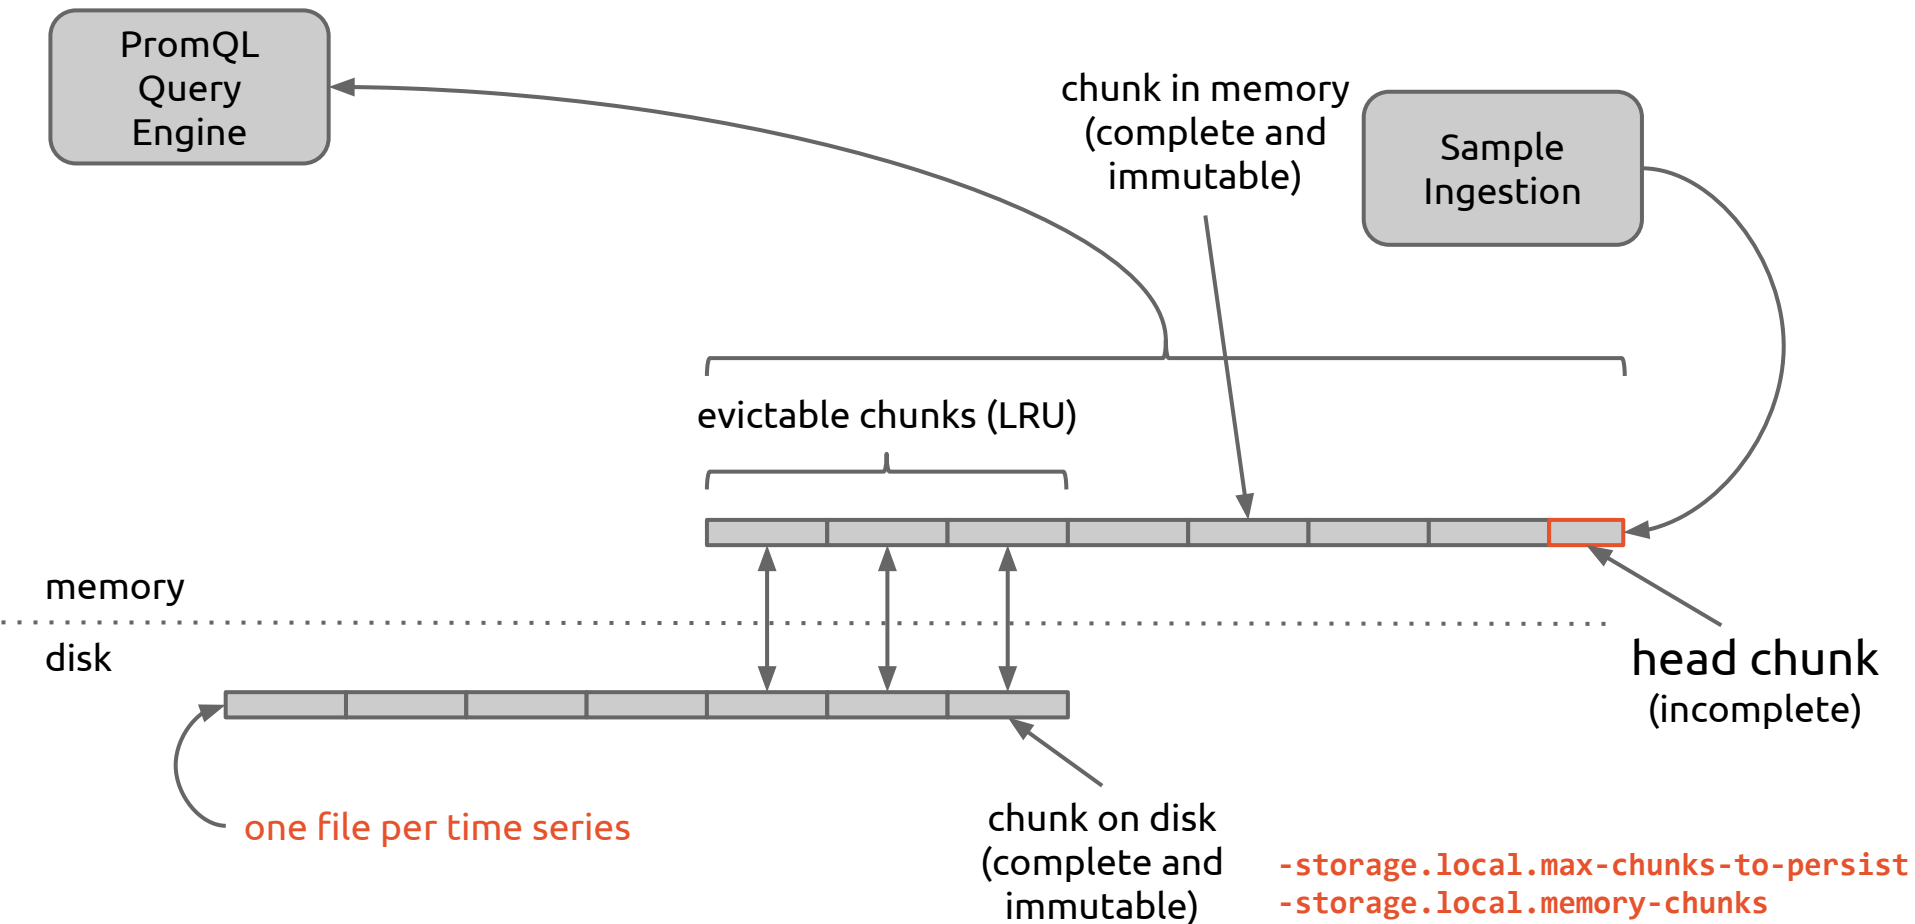 PromQL
Query
Engine
chunk in memory
(complete and
immutable)
Sample
Ingestion
evictable chunks (LRU)
memory
disk
head chunk
(incomplete)
one file per time series
chunk on disk
(complete and
immutable)
-storage.local.max-chunks-to-persist
-storage.local.memory-chunks